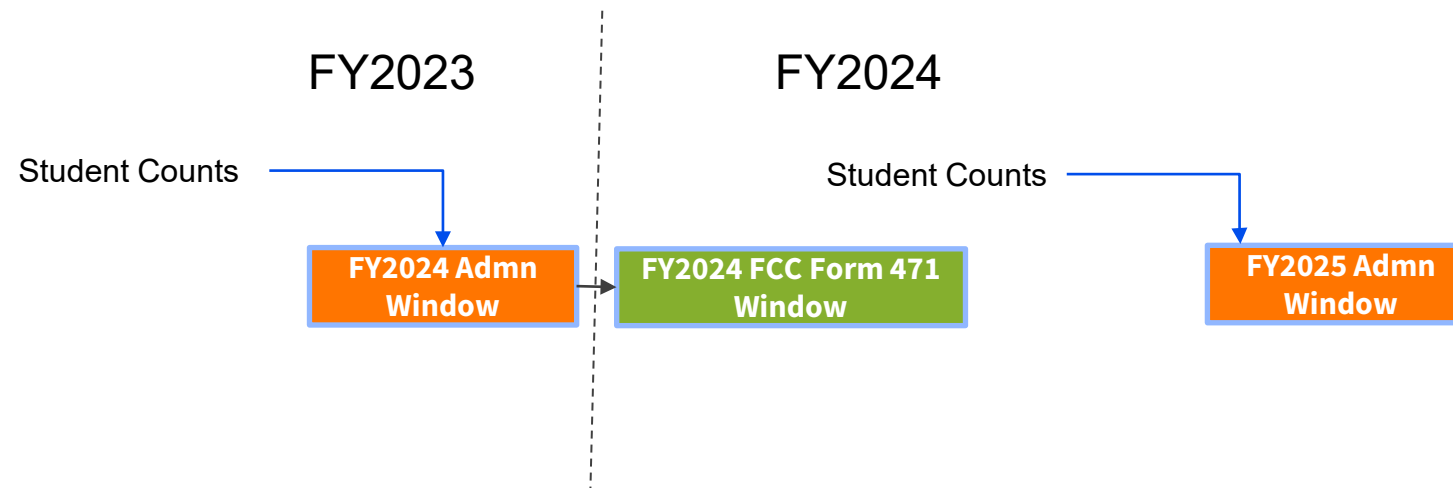 FY2023
FY2024
Student Counts
Student Counts
FY2024 Admn
Window
FY2024 FCC Form 471
Window
FY2025 Admn
Window